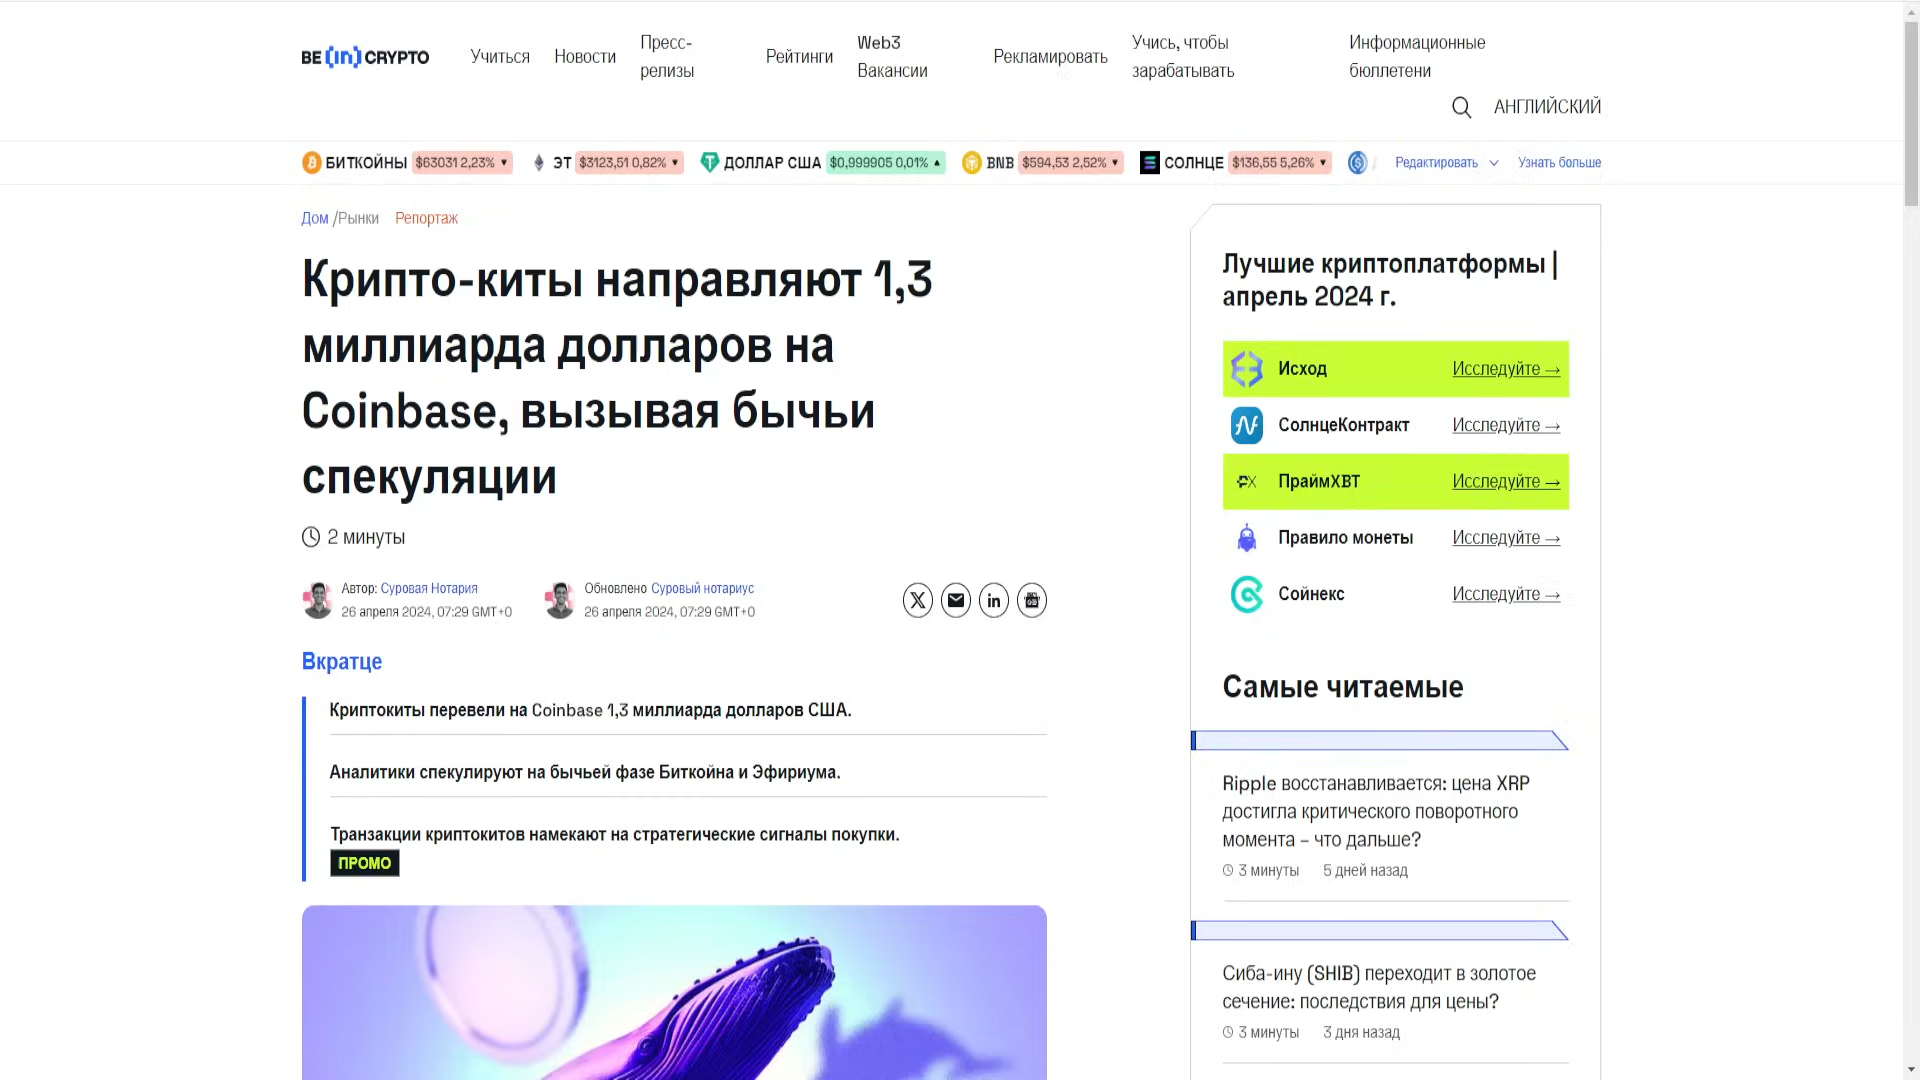 BE [in] CRYPTO
Учиться
Новости
Пресс-
релизы
Рейтинги
Web3
Вакансии
Рекламировать
Учись, чтобы
зарабатывать
Информационные
бюллетени
АНГЛИЙСКИЙ
БИТКОЙНЫ $63031 2,23% ▼
ЭТ $3123,51 0,82% ▼
ДОЛЛАР США $0,999905 0,01% ▲
BNB $594,53 2,52% ▼
СОЛНЦЕ $136,55 5,26% ▼
Редактировать
Узнать больше
Дом /Рынки Репортаж
Крипто-киты направляют 1,3
миллиарда долларов на
Coinbase, вызывая бычьи
спекуляции
2 минуты
Автор: Суровая Нотария
26 апреля 2024, 07:29 GMT+0
Обновлено Суровый нотариус
26 апреля 2024, 07:29 GMT+0
Вкратце
Криптокиты перевели на Coinbase 1,3 миллиарда долларов США.
Аналитики спекулируют на бычьей фазе Биткойна и Эфириума.
Транзакции криптокитов намекают на стратегические сигналы покупки.
ПРОМО
Лучшие криптоплатформы |
апрель 2024 г.
Исход Исследуйте →
СолнцеКонтракт Исследуйте →
ПраймХВТ Исследуйте →
Правило монеты Исследуйте →
Сойнекс Исследуйте →
Самые читаемые
Ripple восстанавливается: цена XRP
достигла критического поворотного
момента – что дальше?
3 минуты 5 дней назад
Сиба-ину (SHIB) переходит в золотое
сечение: последствия для цены?
3 минуты 3 дня назад